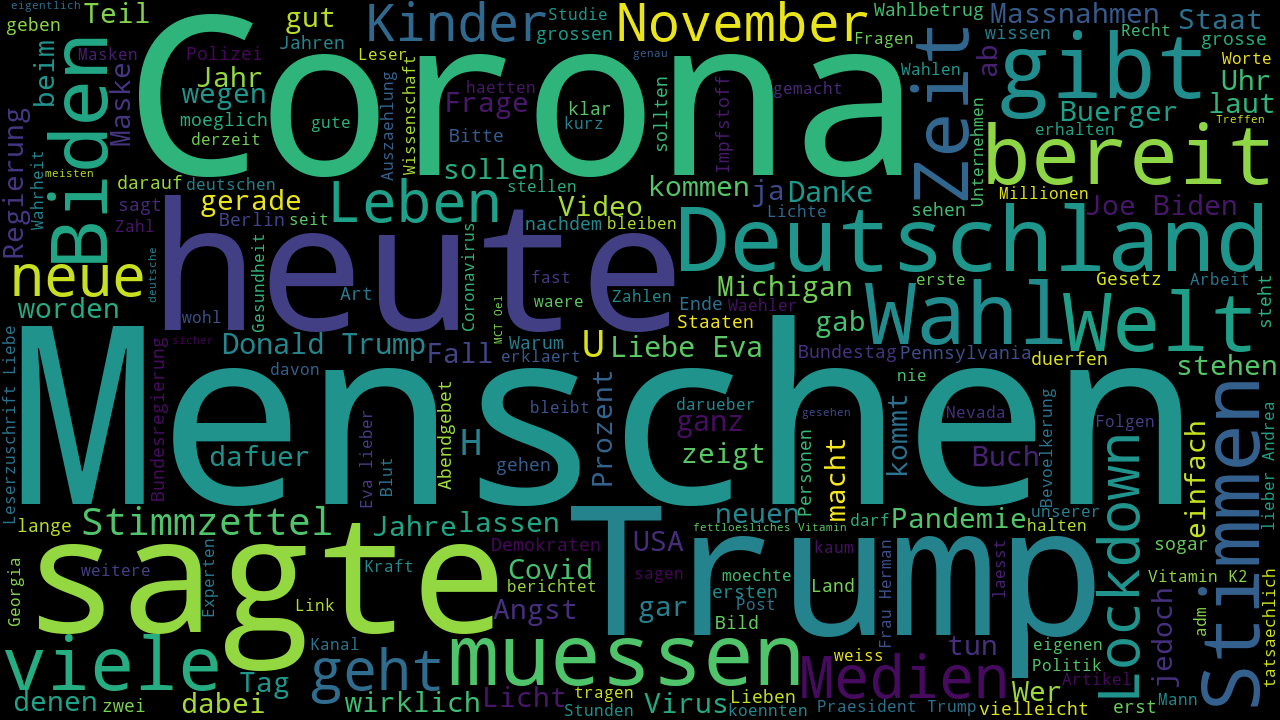 eigentlich
geben
Teil
gut
Jahren
Kinder
Studie
grossen
November
Wahlbetrug
Fragen
Massnahmen
wissen
Staat
Recht
grosse
Worte
beim
Biden
Masken
Maske
Polizei
Jahr
wegen
moeglich
derzeit
Corona
Leser
gute
Auszaehlung
Wissenschaft
haetten
Frage
Bitte
klar
kurz
genau
sollten
Impfstoff
gemacht
Wahlen
Zeit
ab
Unternehmen
gibt
Buerger
erhalten
Uhr
laut
Treffen
bereit
Regierung
Wahrheit
meisten
darauf
deutschen
sagt
Zahl
gerade
Berlin
seit
Leben
sollen
stellen
Video
nachdem
bleiben
kommen
ja
Danke
Lichte
sehen
Millionen
Joe Biden
neue
worden
deutsche
heute
wohl
Gesundheit
Art
Coronavirus
MCT Oel
fast
waere
Zahlen
Deutschland
Ende
Staaten
Michigan
Waehler
gab
erste
Wahl
Welt
Gesetz
Arbeit
steht
Leserzuschrift Liebe
Bundesregierung
sicher
Donald Trump
davon
Fall
Warum
erklaert
U
Liebe Eva
Bundestag
Pennsylvania
duerfen
stehen
nie
Menschen
dafuer
Eva lieber
Blut
Abendgebet
H
bleibt
gehen
Prozent
darueber
ganz
zeigt
gesehen
Personen
macht
kommt
Nevada
Buch
Bevoelkerung
Folgen
Lockdown
einfach
Stimmen
lieber Andrea
lange
Stimmzettel
Jahre
lassen
neuen
fettloesliches Vitamin
darf
Pandemie
unserer
halten
sogar
Georgia
weitere
sagte
Experten
Link
Kraft
Demokraten
Covid
berichtet
Angst
USA
sagen
gar
Trump
moechte
ersten
Post
Bild
kaum
Land
Frau Herman
laesst
Vitamin K2
adm
tatsaechlich
jedoch
viele
denen
zwei
dabei
Tag
Kanal
geht
wirklich
muessen
Licht
tragen
Stunden
Virus
Lieben
koennten
Medien
weiss
Praesident Trump
tun
vielleicht
Wer
eigenen
Politik
Artikel
erst
Mann